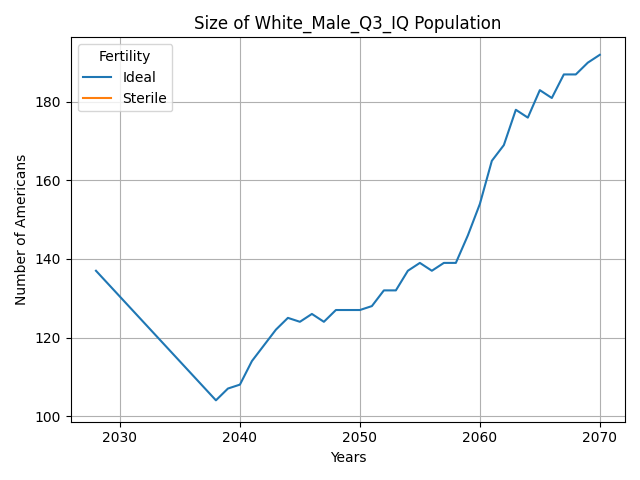 Size of White_Male_Q3_IQ Population
Fertility
Ideal
Sterile
Number of Americans
180
160
140
120
100
2030 2040 2050 2060 2070
Years